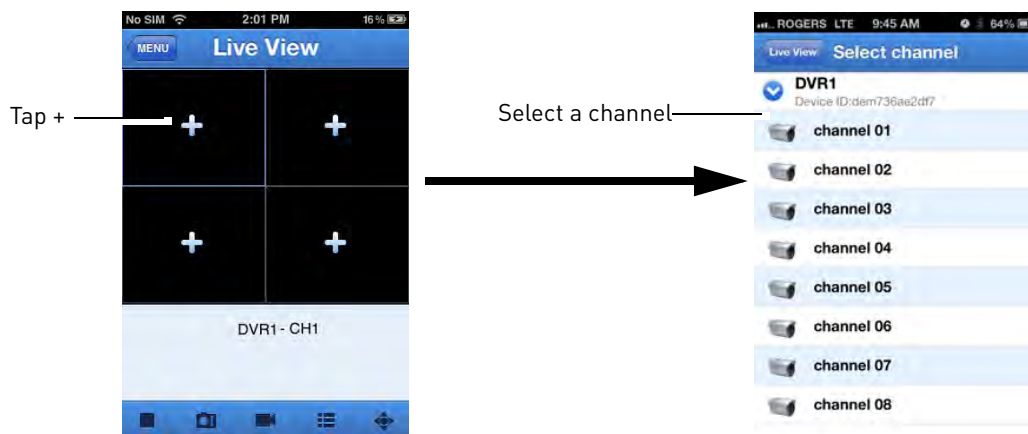 No SIM 2:01 PM 16%
MENU Live View
Tap +
DVR1 - CH1
Select a channel
ROGERS LTE 9:45 AM 64%
Live View Select channel
DVR1
Device ID:dem736ae2df7
channel 01
channel 02
channel 03
channel 04
channel 05
channel 06
channel 07
channel 08